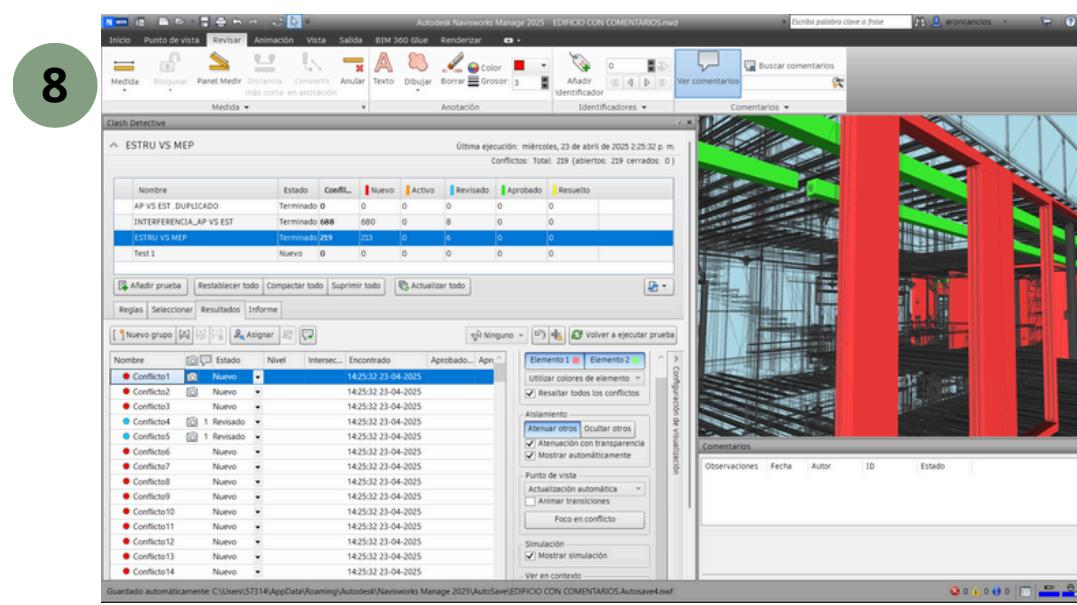 8
Autodesk Navisworks Manage 2025 EDIFICIO CON COMENTARIOS.nwd
Escriba palabra clave o frase
aroncancios
Inicio Punto de vista Revisar Animación Vista Salida BIM 360 Glue Renderizar
Medida Bloquear Panel Medir Distancia más corta Convertir en anotación Anular Texto Dibujar Borrar Color Grosor: 3 Añadir identificador 0 Ver comentarios Buscar comentarios
Medida Anotación Identificadores Comentarios
Clash Detective
ESTRU VS MEP
Última ejecución: miércoles, 23 de abril de 2025 2:25:32 p. m.
Conflictos: Total: 219 (abiertos: 219 cerrados: 0)
Nombre Estado Confli... Nuevo Activo Revisado Aprobado Resuelto
AP VS EST .DUPLICADO Terminado 0 0 0 0 0 0
INTERFERENCIA_AP VS EST Terminado 688 680 0 8 0 0
ESTRU VS MEP Terminado 219 213 0 6 0 0
Test 1 Nuevo 0 0 0 0 0 0
Añadir prueba Restablecer todo Compactar todo Suprimir todo Actualizar todo
Reglas Seleccionar Resultados Informe
Nuevo grupo Asignar Ninguno Volver a ejecutar prueba
Nombre Estado Nivel Intersec... Encontrado Aprobado... Apr
Conflicto1 Nuevo 14:25:32 23-04-2025
Conflicto2 Nuevo 14:25:32 23-04-2025
Conflicto3 Nuevo 14:25:32 23-04-2025
Conflicto4 1 Revisado 14:25:32 23-04-2025
Conflicto5 1 Revisado 14:25:32 23-04-2025
Conflicto6 Nuevo 14:25:32 23-04-2025
Conflicto7 Nuevo 14:25:32 23-04-2025
Conflicto8 Nuevo 14:25:32 23-04-2025
Conflicto9 Nuevo 14:25:32 23-04-2025
Conflicto10 Nuevo 14:25:32 23-04-2025
Conflicto11 Nuevo 14:25:32 23-04-2025
Conflicto12 Nuevo 14:25:32 23-04-2025
Conflicto13 Nuevo 14:25:32 23-04-2025
Conflicto14 Nuevo 14:25:32 23-04-2025
Elemento 1 Elemento 2
Utilizar colores de elemento
Resaltar todos los conflictos
Aislamiento
Atenuar otros Ocultar otros
Atenuación con transparencia
Mostrar automáticamente
Punto de vista
Actualización automática
Animar transiciones
Foco en conflicto
Simulación
Mostrar simulación
Ver en contexto
Configuración de visualización
Comentarios
Observaciones Fecha Autor ID Estado
Guardado automáticamente: C:\Users\57314\AppData\Roaming\Autodesk\Navisworks Manage 2025\AutoSave\EDIFICIO CON COMENTARIOS.Autosave4.nwf
0 0 0